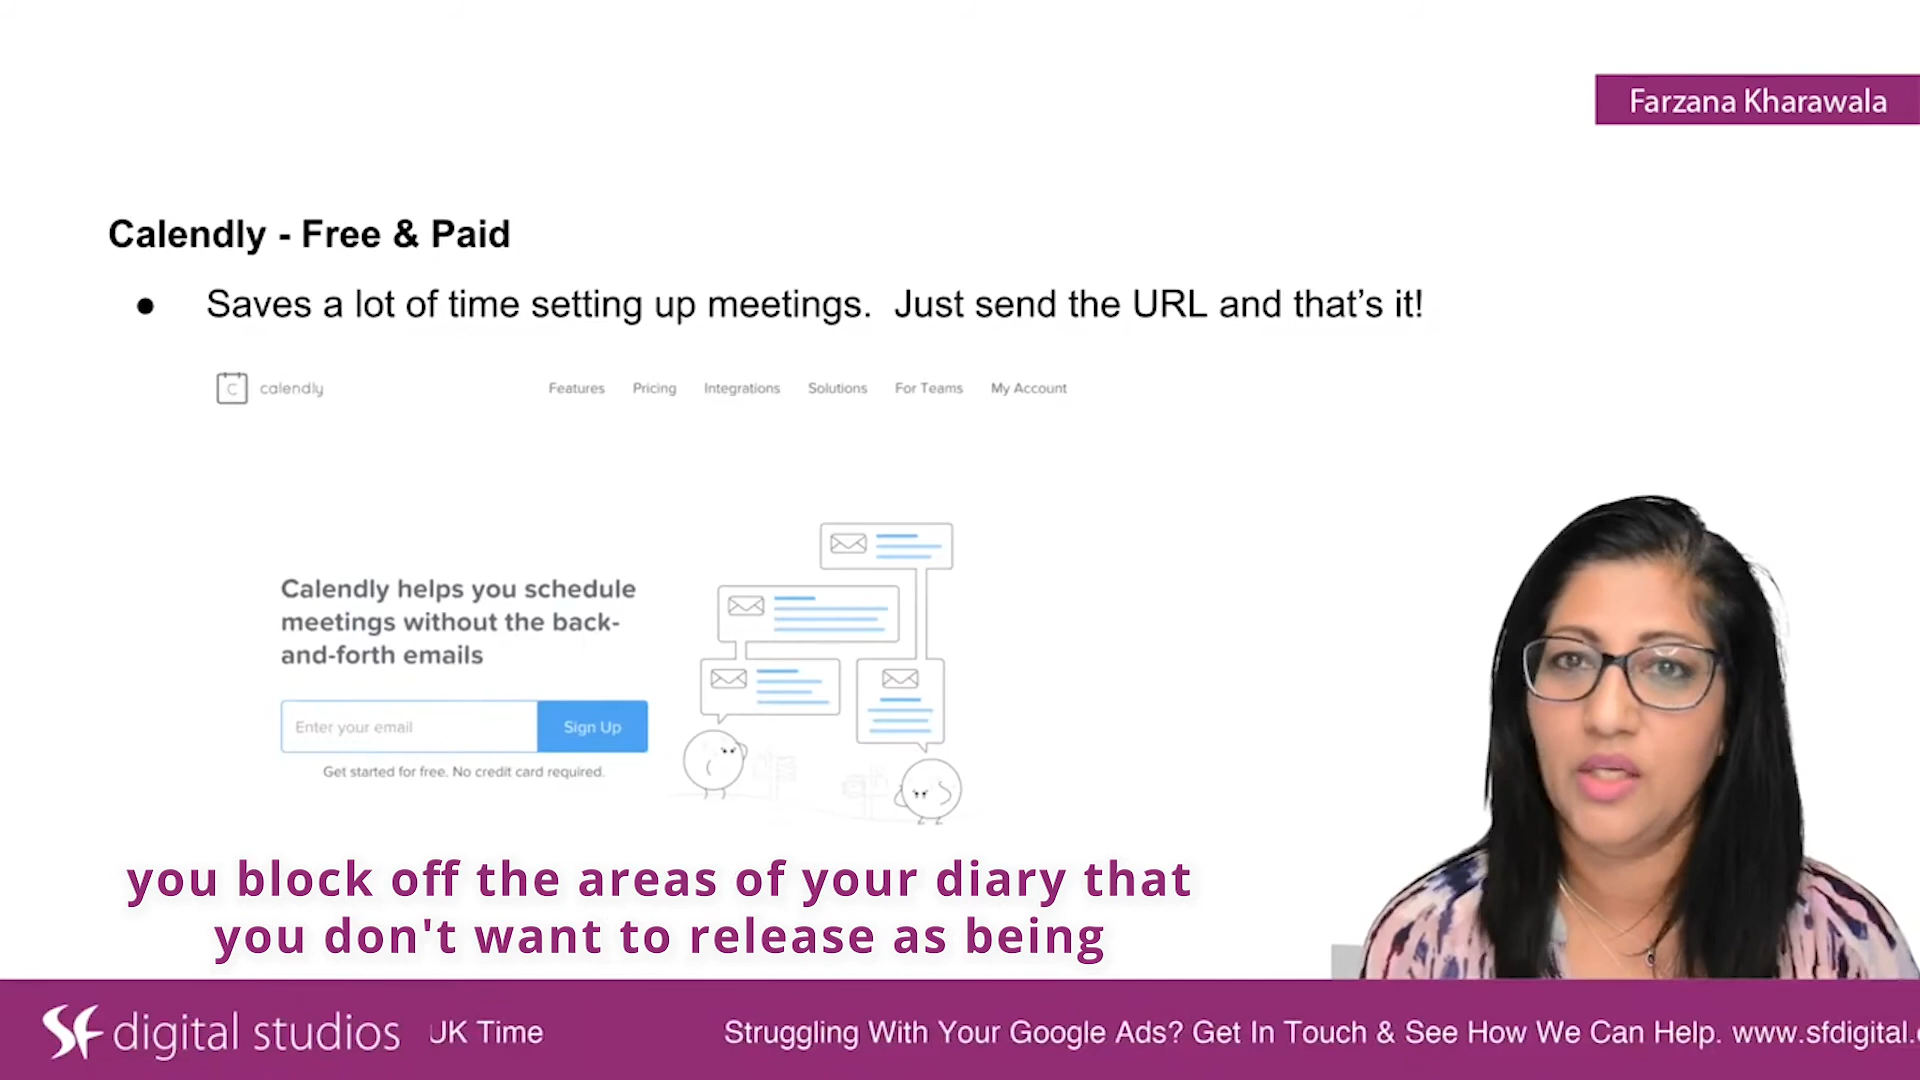 Farzana Kharawala
Calendly - Free & Paid
● Saves a lot of time setting up meetings. Just send the URL and that's it!
C calendly Features Pricing Integrations Solutions For Teams My Account
Calendly helps you schedule
meetings without the back-
and-forth emails
Enter your email Sign Up
Get started for free. No credit card required.
you block off the areas of your diary that
you don't want to release as being
SF digital studios UK Time Struggling With Your Google Ads? Get In Touch & See How We Can Help. www.sfdigital.